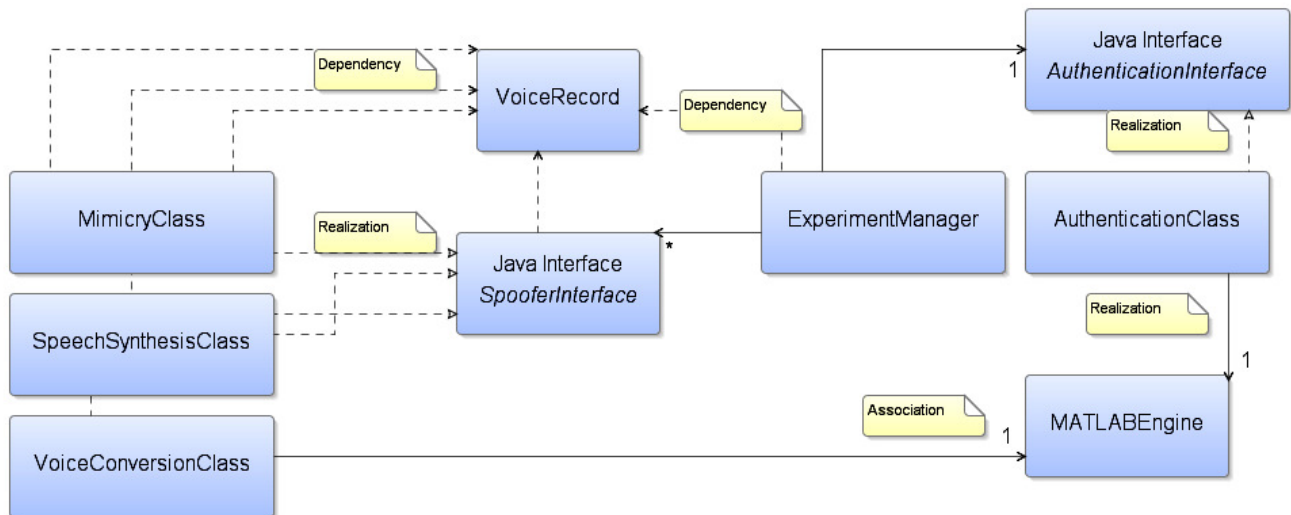 Java Interface
AuthenticationInterface
Dependency
VoiceRecord
1
Dependency
Realization
MimicryClass
Realization
ExperimentManager
AuthenticationClass
*
Java Interface
SpooferInterface
Realization
SpeechSynthesisClass
1
Association
1
MATLABEngine
VoiceConversionClass